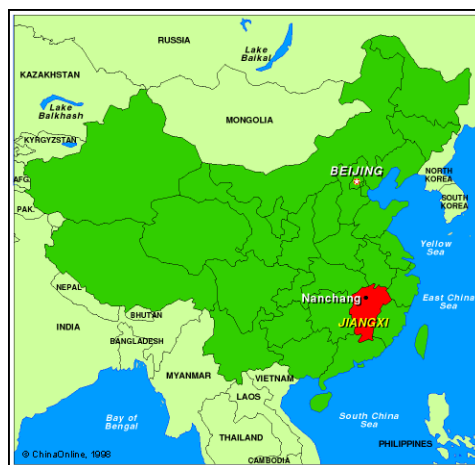 RUSSIA
Lake
Baikal
KAZAKHSTAN
Lake
Balkhash
MONGOLIA
KYRGYZSTAN
BEIJING
NORTH
KOREA
AFG.
SOUTH
KOREA
PAK.
Yellow
Sea
NEPAL
Nanchang
East China
Sea
BHUTAN
JIANGXI
INDIA
BANGLADESH
MYANMAR
VIETNAM
LAOS
Bay of
Bengal
South China
Sea
THAILAND
PHILIPPINES
© ChinaOnline, 1998
CAMBODIA